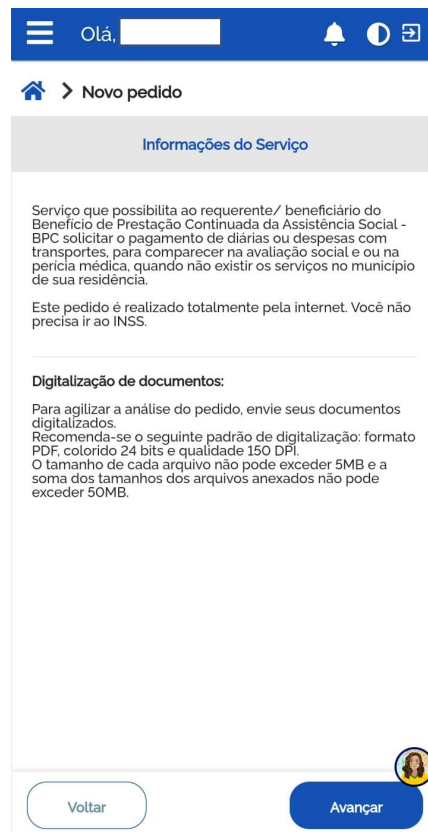 Olá,
Novo pedido
Informações do Serviço
Serviço que possibilita ao requerente/ beneficiário do
Benefício de Prestação Continuada da Assistência Social -
BPC solicitar o pagamento de diárias ou despesas com
transportes, para comparecer na avaliação social e ou na
perícia médica, quando não existir os serviços no município
de sua residência.
Este pedido é realizado totalmente pela internet. Você não
precisa ir ao INSS.
Digitalização de documentos:
Para agilizar a análise do pedido, envie seus documentos
digitalizados.
Recomenda-se o seguinte padrão de digitalização: formato
PDF, colorido 24 bits e qualidade 150 DPI.
O tamanho de cada arquivo não pode exceder 5MB e a
soma dos tamanhos dos arquivos anexados não pode
exceder 50MB.
Voltar
Avançar